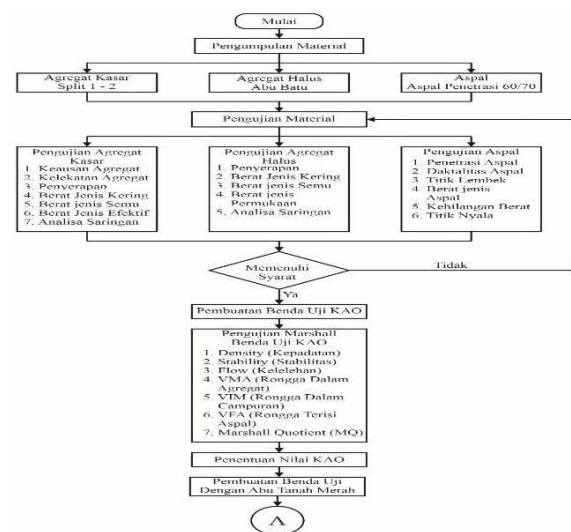 Mulai
Pengumpulan Material
Agregat Kasar
Split 1 - 2
Agregat Halus
Abu Batu
Aspal
Aspal Penetrasi 60/70
Pengujian Material
Pengujian Agregat
Kasar
1 Keausan Agregat
2 Kelekatan Agregat
3 Penyerapan
4 Berat Jenis Kering
5 Berat Jenis Semu
6 Berat Jenis Efektif
7 Analisa Saringan
Pengujian Agregat
Halus
1 Penyerapan
2 Berat Jenis Kering
3 Berat jenis Semu
4 Berat jenis
Permukaan
5 Analisa Saringan
Pengujian Aspal
1 Penetrasi Aspal
2 Daktalitas Aspal
3 Titik Lembek
4 Berat jenis
Aspal
5 Kehilangan Berat
6 Titik Nyala
Memenuhi
Syarat
Tidak
Ya
Pembuatan Benda Uji KAO
Pengujian Marshall
Benda Uji KAO
1. Density (Kepadatan)
2. Stability (Stabilitas)
3. Flow (Kelelehan)
4 VMA (Rongga Dalam
Agregat)
5 VIM (Rongga Dalam
Campuran)
6 VFA (Rongga Terisi
Aspal)
7. Marshall Quotient (MQ)
Penentuan Nilai KAO
Pembuatan Benda Uji
Dengan Abu Tanah Merah
A